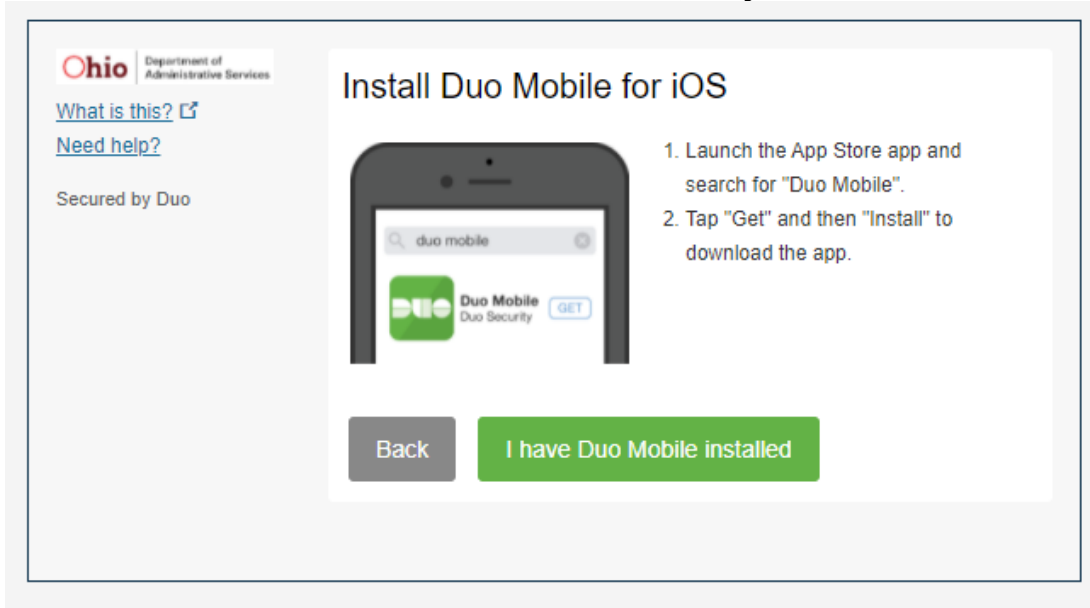 Ohio
Department of
Administrative Services
What is this?
Need help?
Secured by Duo
Install Duo Mobile for iOS
1. Launch the App Store app and
search for "Duo Mobile".
2. Tap "Get" and then "Install" to
download the app.
duo mobile
DUO
Duo Mobile
Duo Security
GET
Back
I have Duo Mobile installed